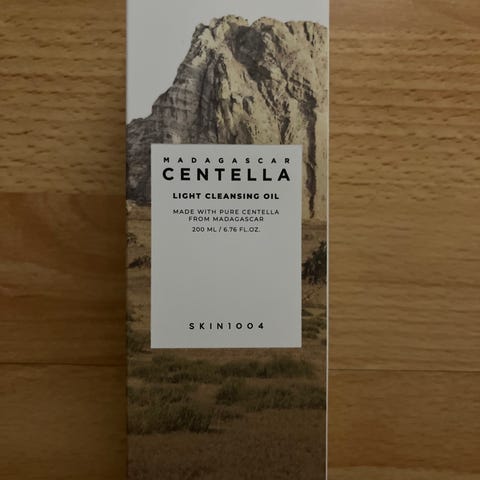 MADAGASCAR
CENTELLA
LIGHT CLEANSING OIL
MADE WITH PURE CENTELLA
FROM MADAGASCAR
200 ML / 6.76 FL.OZ.
SKIN1004